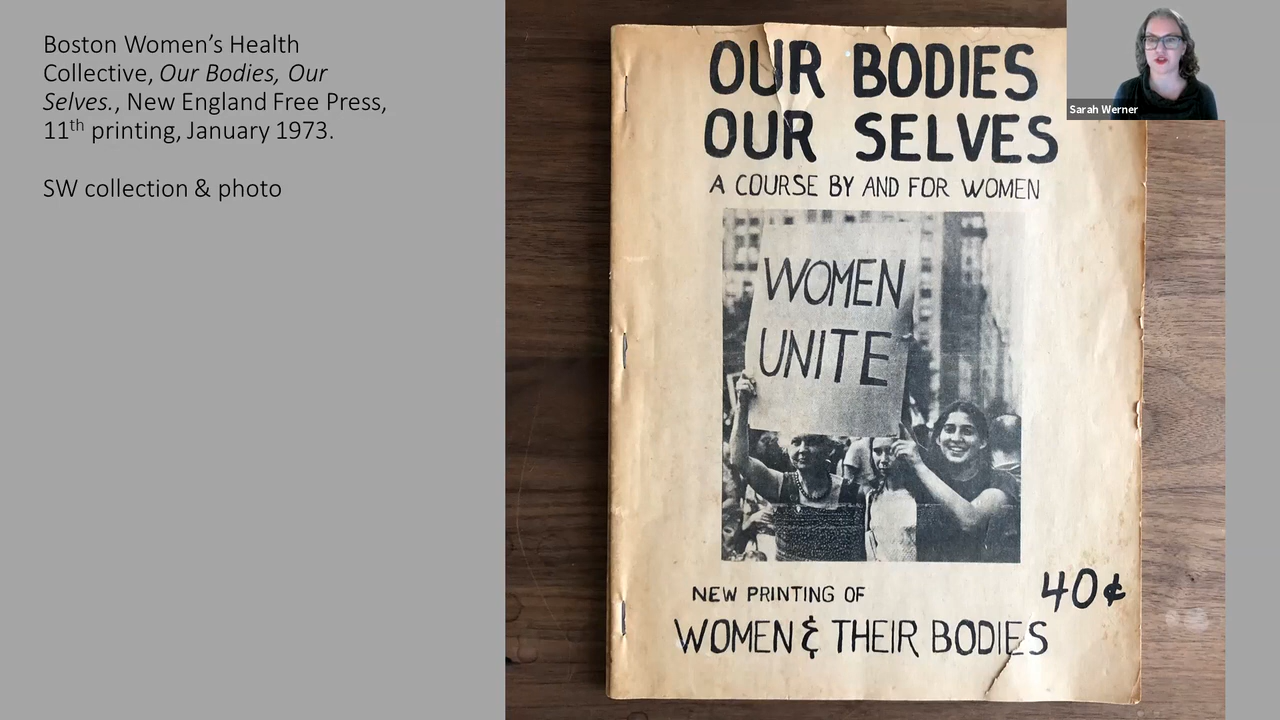 Boston Women’s Health
Collective, Our Bodies, Our
Selves., New England Free Press,
11th printing, January 1973.
SW collection & photo
OUR BODIES
OUR SELVES
A COURSE BY AND FOR WOMEN
WOMEN
UNITE
NEW PRINTING OF
40¢
WOMEN & THEIR BODIES
Sarah Werner